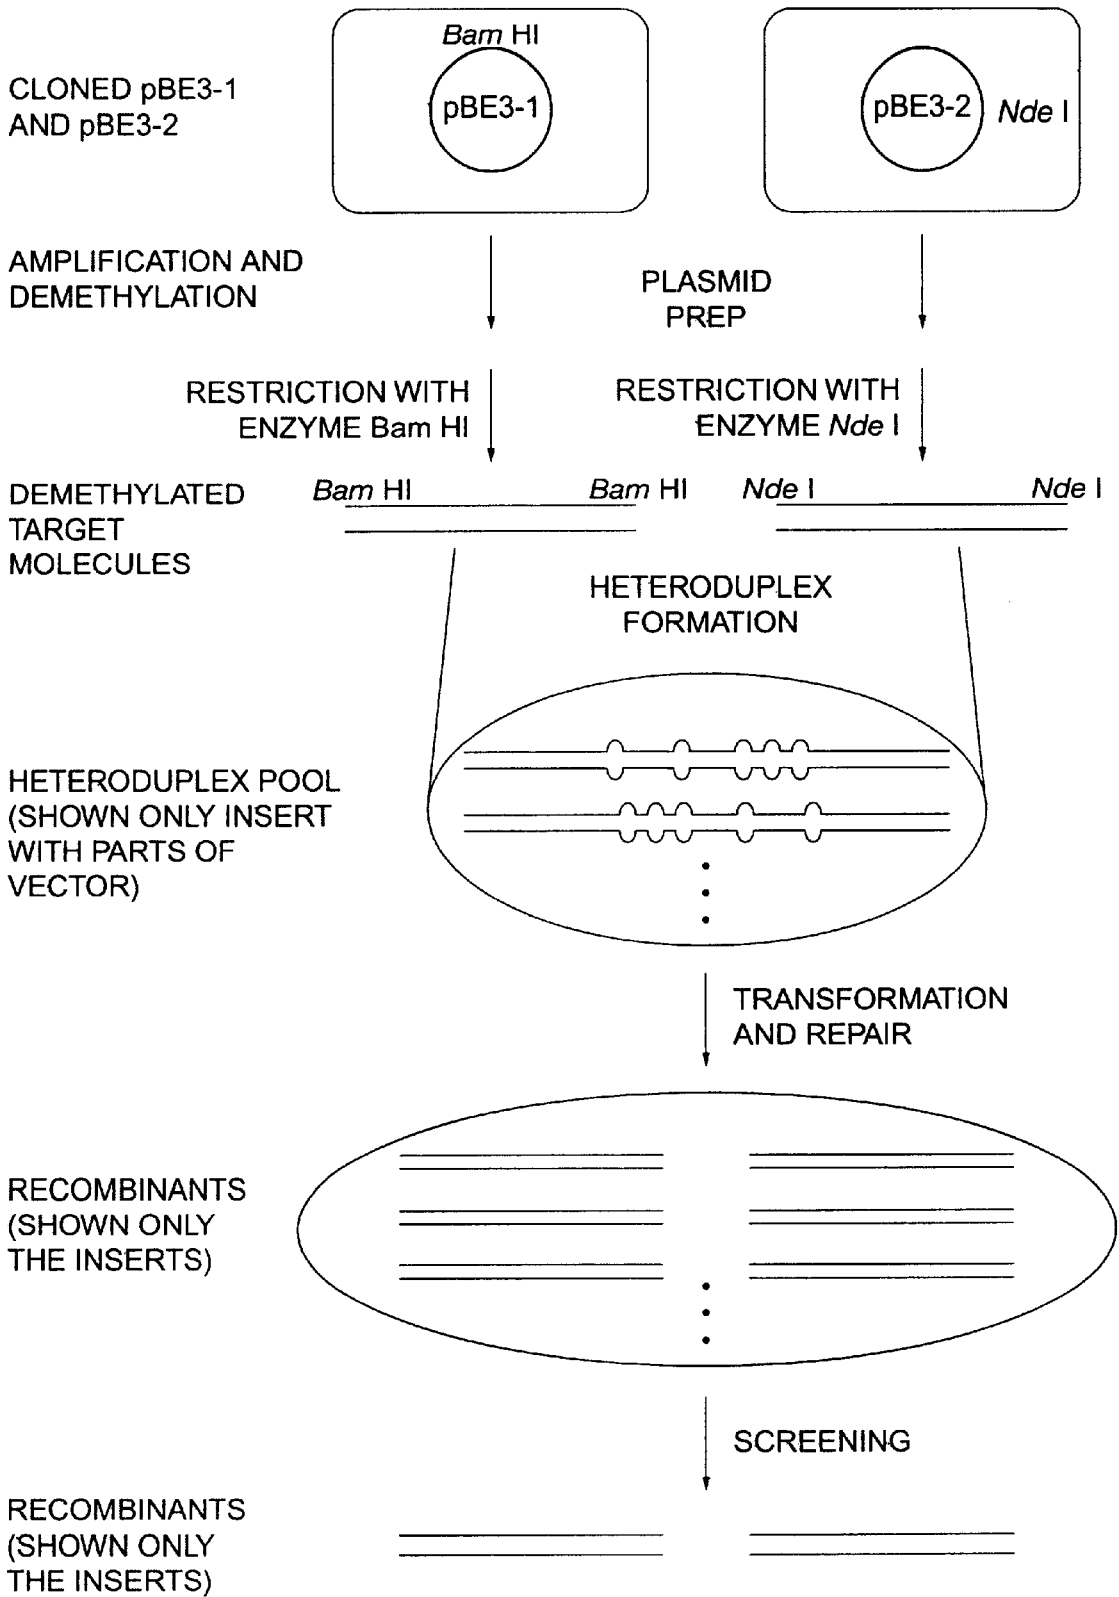 Bam HI
CLONED pBE3-1
AND pBE3-2
pBE3-1
pBE3-2
Nde I
AMPLIFICATION AND
DEMETHYLATION
PLASMID
PREP
RESTRICTION WITH
ENZYME Bam HI
RESTRICTION WITH
ENZYME Nde I
DEMETHYLATED
TARGET
MOLECULES
Bam HI
Bam HI
Nde I
Nde I
HETERODUPLEX
FORMATION
HETERODUPLEX POOL
(SHOWN ONLY INSERT
WITH PARTS OF
VECTOR)
TRANSFORMATION
AND REPAIR
RECOMBINANTS
(SHOWN ONLY
THE INSERTS)
SCREENING
RECOMBINANTS
(SHOWN ONLY
THE INSERTS)